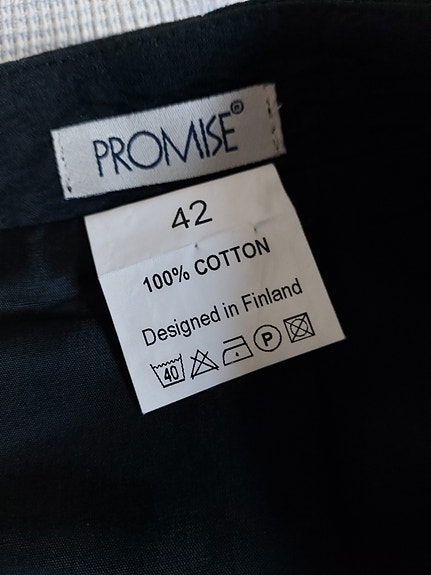 PROMISE®
42
100% COTTON
Designed in Finland
40 P